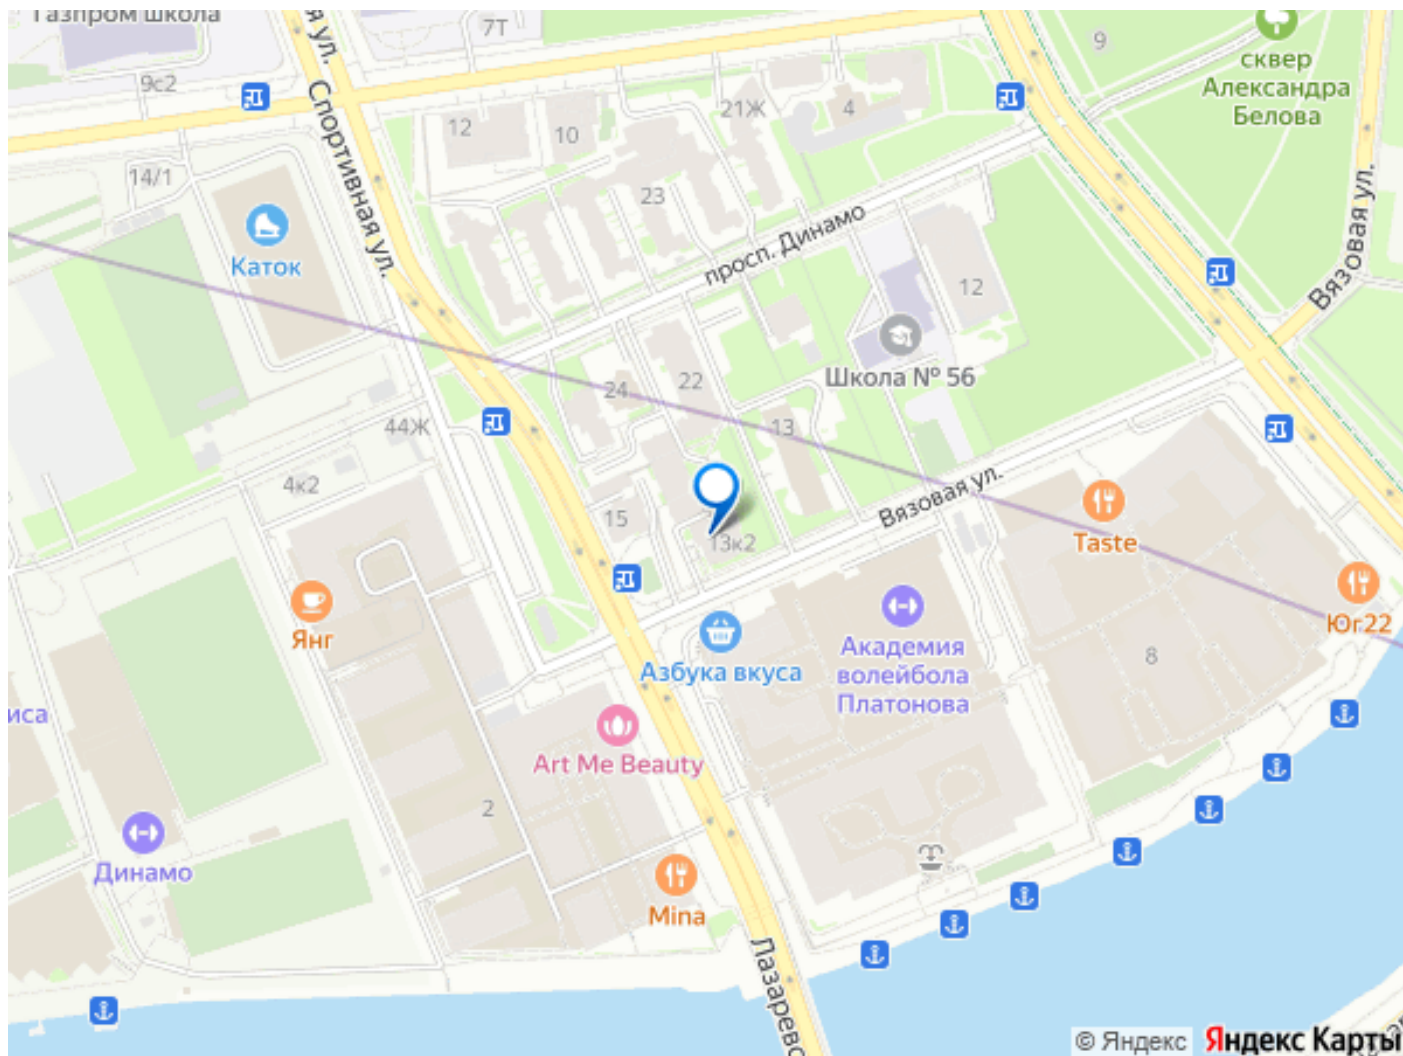 Газпром школа
я ул.
7Т
9
сквер
Александра
Белова
9с2
Спортивная ул.
12
10
21Ж
4
14/1
23
Вязовая ул.
просп. Динамо
Каток
12
Школа № 56
22
24
13
44Ж
4к2
Вязовая ул.
15
13к2
Taste
Юг22
Янг
Азбука вкуса
Академия
волейбола
Платонова
8
иса
Art Me Beauty
2
Динамо
Mina
Лазарево
© Яндекс
Яндекс Карты